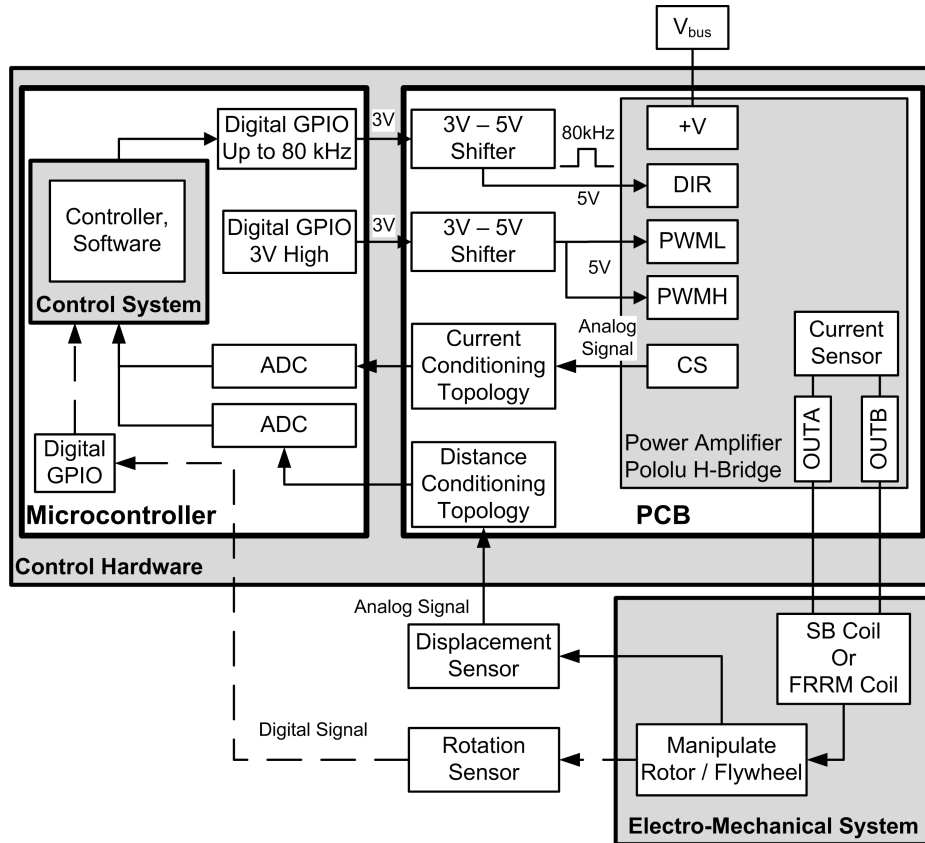 Vbus
Digital GPIO
Up to 80 kHz
3V
3V – 5V
Shifter
80kHz
+V
5V
DIR
Controller,
Software
Control System
Digital GPIO
3V High
3V
3V – 5V
Shifter
5V
PWML
PWMH
Analog
Signal
CS
Current
Conditioning
Topology
ADC
ADC
Current
Sensor
OUTA
OUTB
Power Amplifier
Pololu H-Bridge
Digital
GPIO
Distance
Conditioning
Topology
Microcontroller
PCB
Control Hardware
Analog Signal
Displacement
Sensor
SB Coil
Or
FRRM Coil
Digital Signal
Rotation
Sensor
Manipulate
Rotor / Flywheel
Electro-Mechanical System